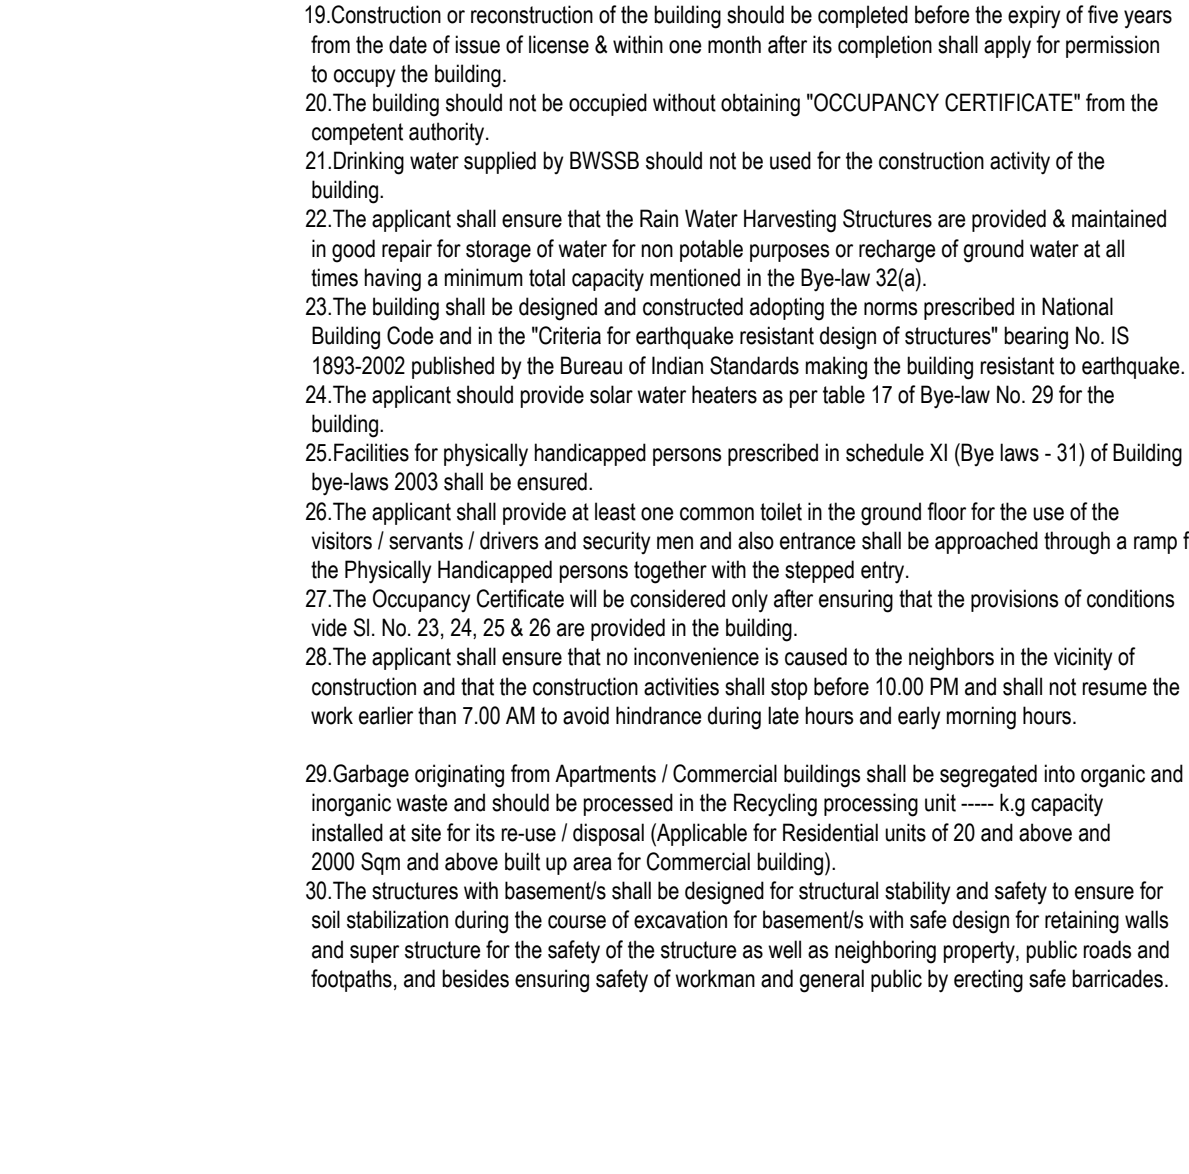 19.Construction or reconstruction of the building should be completed before the expiry of five years
from the date of issue of license & within one month after its completion shall apply for permission
to occupy the building.
20.The building should not be occupied without obtaining "OCCUPANCY CERTIFICATE" from the
competent authority.
21.Drinking water supplied by BWSSB should not be used for the construction activity of the
building.
22.The applicant shall ensure that the Rain Water Harvesting Structures are provided & maintained
in good repair for storage of water for non potable purposes or recharge of ground water at all
times having a minimum total capacity mentioned in the Bye-law 32(a).
23.The building shall be designed and constructed adopting the norms prescribed in National
Building Code and in the "Criteria for earthquake resistant design of structures" bearing No. IS
1893-2002 published by the Bureau of Indian Standards making the building resistant to earthquake.
24.The applicant should provide solar water heaters as per table 17 of Bye-law No. 29 for the
building.
25.Facilities for physically handicapped persons prescribed in schedule XI (Bye laws - 31) of Building
bye-laws 2003 shall be ensured.
26.The applicant shall provide at least one common toilet in the ground floor for the use of the
visitors / servants / drivers and security men and also entrance shall be approached through a ramp
the Physically Handicapped persons together with the stepped entry.
27.The Occupancy Certificate will be considered only after ensuring that the provisions of conditions
vide Sl. No. 23, 24, 25 & 26 are provided in the building.
28.The applicant shall ensure that no inconvenience is caused to the neighbors in the vicinity of
construction and that the construction activities shall stop before 10.00 PM and shall not resume the
work earlier than 7.00 AM to avoid hindrance during late hours and early morning hours.
29.Garbage originating from Apartments / Commercial buildings shall be segregated into organic and
inorganic waste and should be processed in the Recycling processing unit ----- k.g capacity
installed at site for its re-use / disposal (Applicable for Residential units of 20 and above and
2000 Sqm and above built up area for Commercial building).
30.The structures with basement/s shall be designed for structural stability and safety to ensure for
soil stabilization during the course of excavation for basement/s with safe design for retaining walls
and super structure for the safety of the structure as well as neighboring property, public roads and
footpaths, and besides ensuring safety of workman and general public by erecting safe barricades.